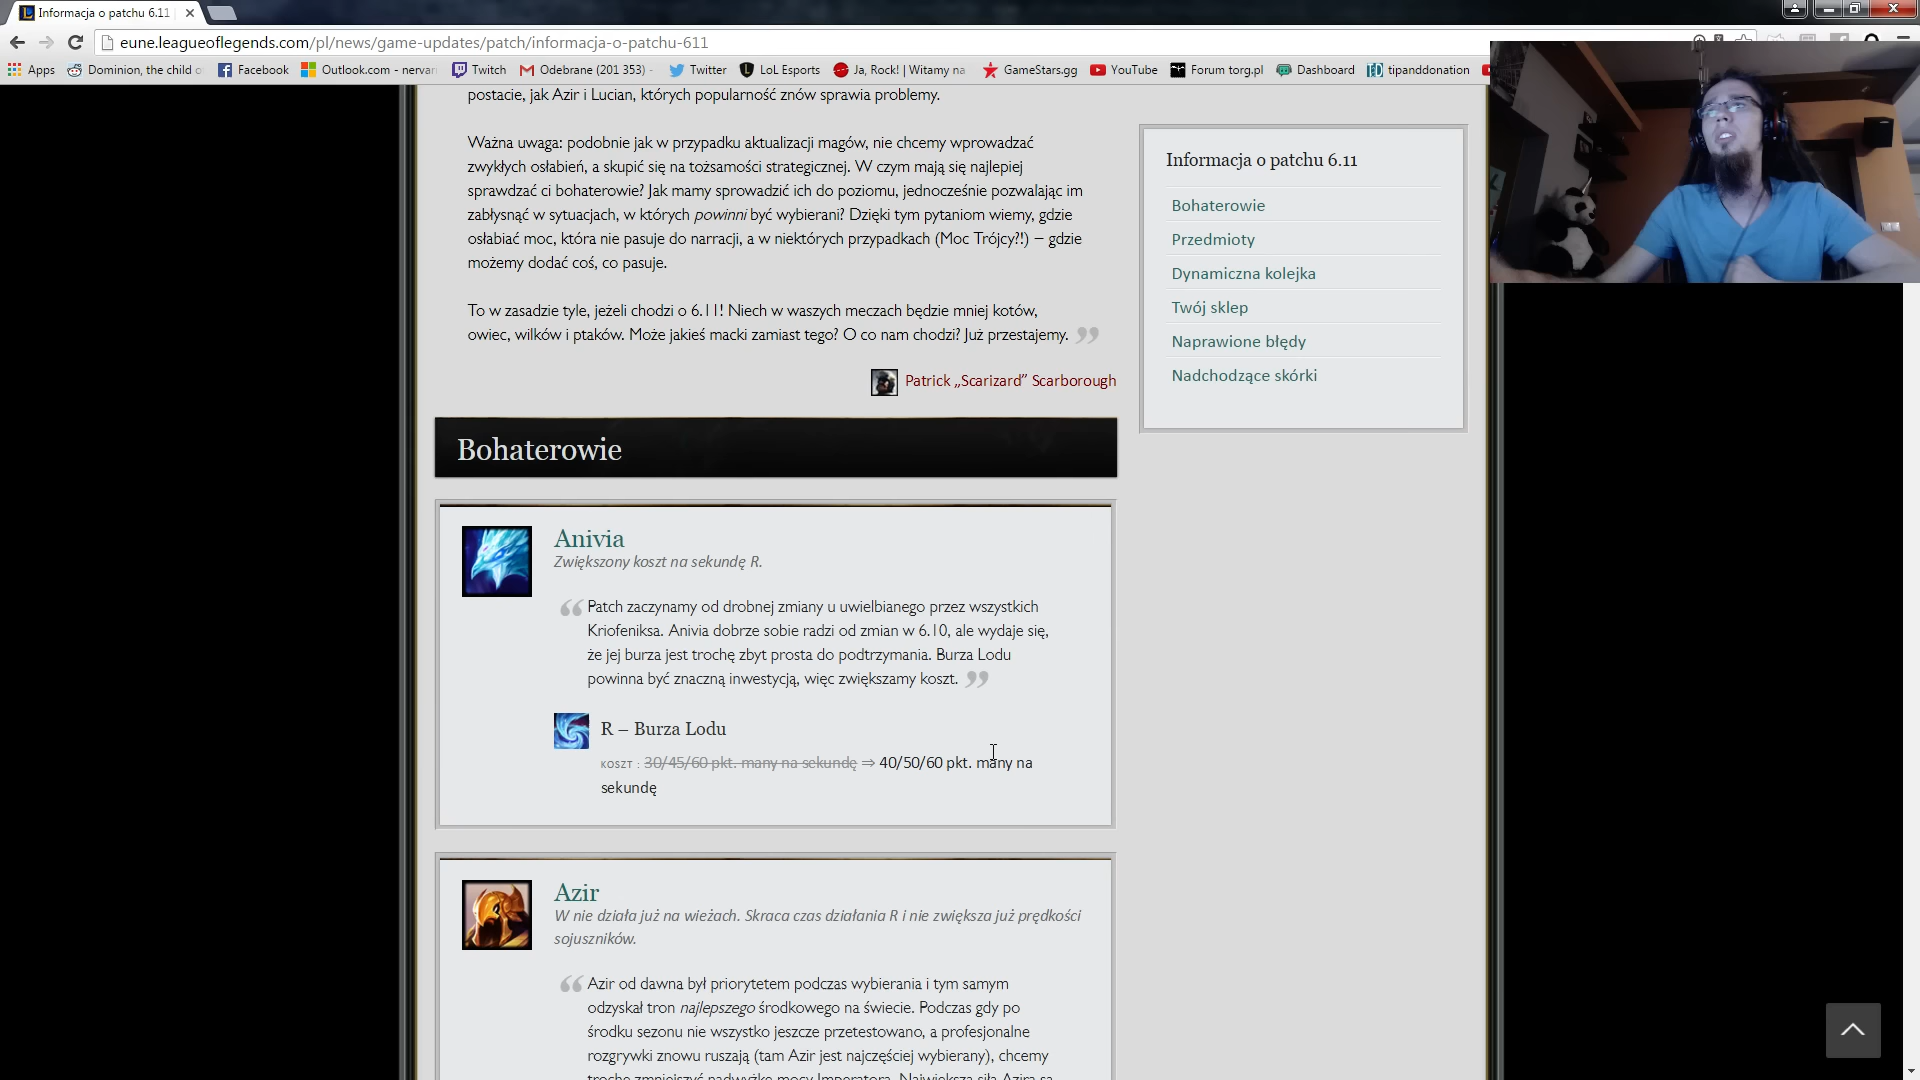 Informacja o patchu 6.11
eune.leagueoflegends.com/pl/news/game-updates/patch/informacja-o-patchu-611
Apps
Dominion, the child o
Facebook
Outlook.com - nervar
Twitch
Odebrane (201 353) -
Twitter
LoL Esports
Ja, Rock! | Witamy na
GameStars.gg
YouTube
Forum torg.pl
Dashboard
tipanddonation
postacie, jak Azir i Lucian, których popularność znów sprawia problemy.
Ważna uwaga: podobnie jak w przypadku aktualizacji magów, nie chcemy wprowadzać
zwykłych osłabień, a skupić się na tożsamości strategicznej. W czym mają się najlepiej
sprawdzać ci bohaterowie? Jak mamy sprowadzić ich do poziomu, jednocześnie pozwalając im
zabłysnąć w sytuacjach, w których powinni być wybierani? Dzięki tym pytaniom wiemy, gdzie
osłabiać moc, która nie pasuje do narracji, a w niektórych przypadkach (Moc Trójcy?!) – gdzie
możemy dodać coś, co pasuje.
To w zasadzie tyle, jeżeli chodzi o 6.11! Niech w waszych meczach będzie mniej kotów,
owiec, wilków i ptaków. Może jakieś macki zamiast tego? O co nam chodzi? Już przestajemy. ”
Patrick „Scarizard” Scarborough
Bohaterowie
Anivia
Zwiększony koszt na sekundę R.
“ Patch zaczynamy od drobnej zmiany u uwielbianego przez wszystkich
Kriofeniksa. Anivia dobrze sobie radzi od zmian w 6.10, ale wydaje się,
że jej burza jest trochę zbyt prosta do podtrzymania. Burza Lodu
powinna być znaczną inwestycją, więc zwiększamy koszt. ”
R – Burza Lodu
KOSZT : 30/45/60 pkt. many na sekundę ⇒ 40/50/60 pkt. many na
sekundę
Azir
W nie działa już na wieżach. Skraca czas działania R i nie zwiększa już prędkości
sojuszników.
“ Azir od dawna był priorytetem podczas wybierania i tym samym
odzyskał tron najlepszego środkowego na świecie. Podczas gdy po
środku sezonu nie wszystko jeszcze przetestowano, a profesjonalne
rozgrywki znowu ruszają (tam Azir jest najczęściej wybierany), chcemy
trochę zmniejszyć nadwyżkę mocy Imperatora. Największą siłą Azira są
Informacja o patchu 6.11
Bohaterowie
Przedmioty
Dynamiczna kolejka
Twój sklep
Naprawione błędy
Nadchodzące skórki